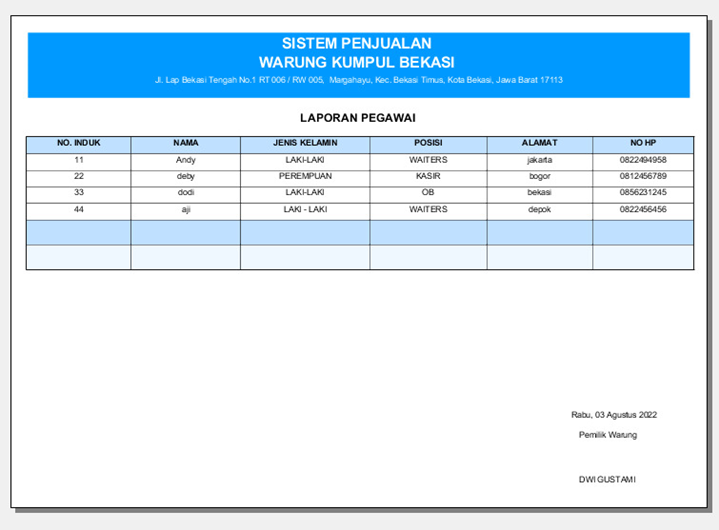 SISTEM PENJUALAN
WARUNG KUMPUL BEKASI
Jl. Lap Bekasi Tengah No.1 RT 006 / RW 005, Margahayu, Kec. Bekasi Timus, Kota Bekasi, Jawa Barat 17113
LAPORAN PEGAWAI
NO. INDUK NAMA JENIS KELAMIN POSISI ALAMAT NO HP
11 Andy LAKI-LAKI WAITERS jakarta 0822494958
22 deby PEREMPUAN KASIR bogor 0812456789
33 dodi LAKI-LAKI OB bekasi 0856231245
44 aji LAKI - LAKI WAITERS depok 0822456456
Rabu, 03 Agustus 2022
Pemilik Warung
DWI GUSTAMI